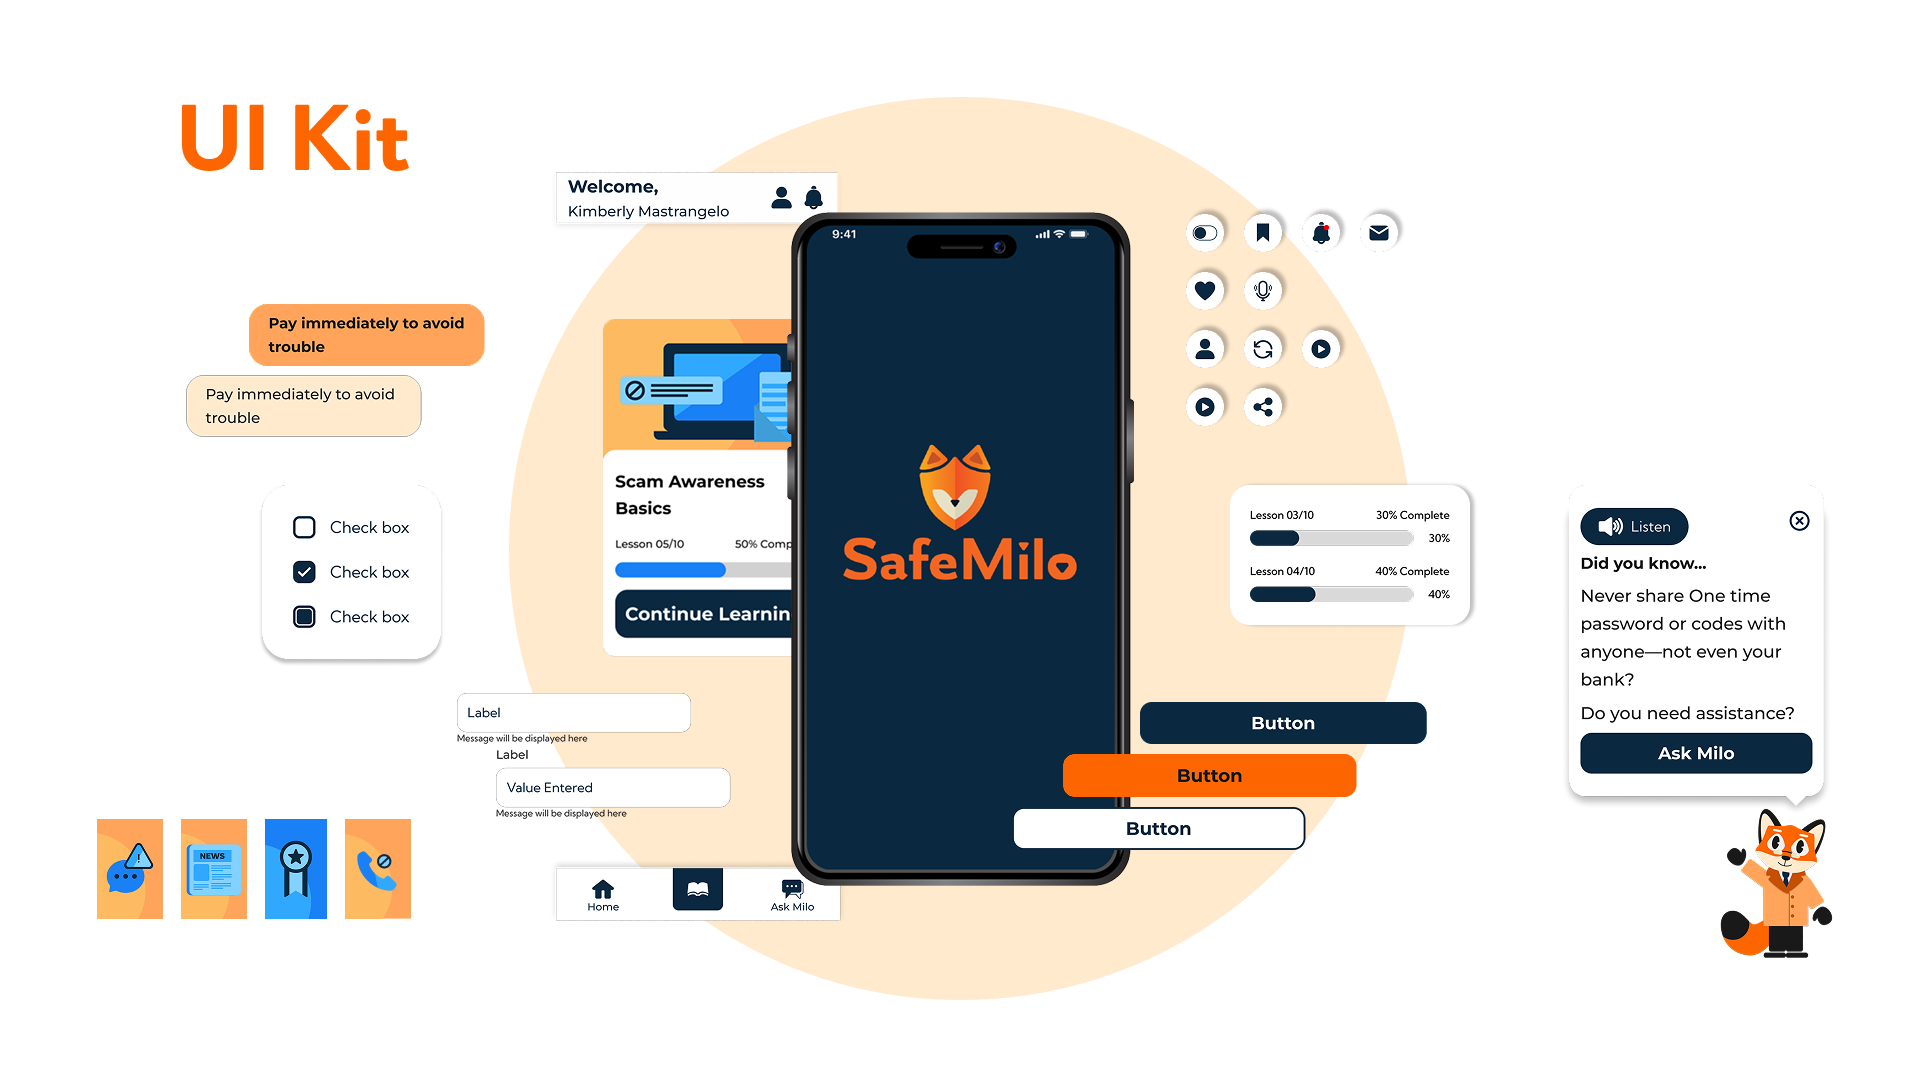 UI Kit
Welcome,
Kimberly Mastrangelo
9:41
Pay immediately to avoid
trouble
Pay immediately to avoid
trouble
Check box
Check box
Check box
Scam Awareness
Basics
Lesson 05/10 50% Comp
Continue Learnin
SafeMilo
Lesson 03/10 30% Complete
30%
Lesson 04/10 40% Complete
40%
Listen
Did you know...
Never share One time
password or codes with
anyone—not even your
bank?
Do you need assistance?
Ask Milo
Label
Message will be displayed here
Label
Value Entered
Message will be displayed here
Button
Button
Button
NEWS
Home
Ask Milo